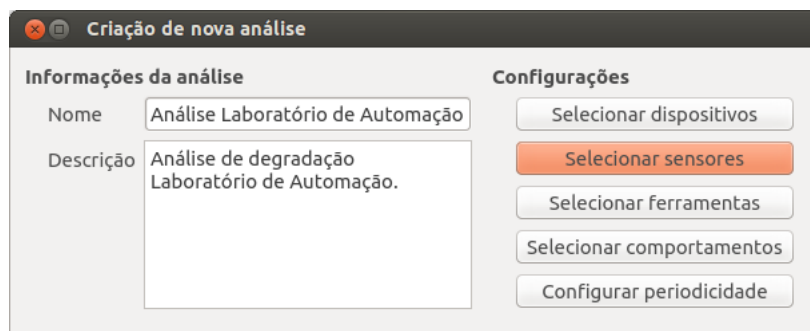 Criação de nova análise
Informações da análise
Nome
Análise Laboratório de Automação
Descrição
Análise de degradação
Laboratório de Automação.
Configurações
Selecionar dispositivos
Selecionar sensores
Selecionar ferramentas
Selecionar comportamentos
Configurar periodicidade